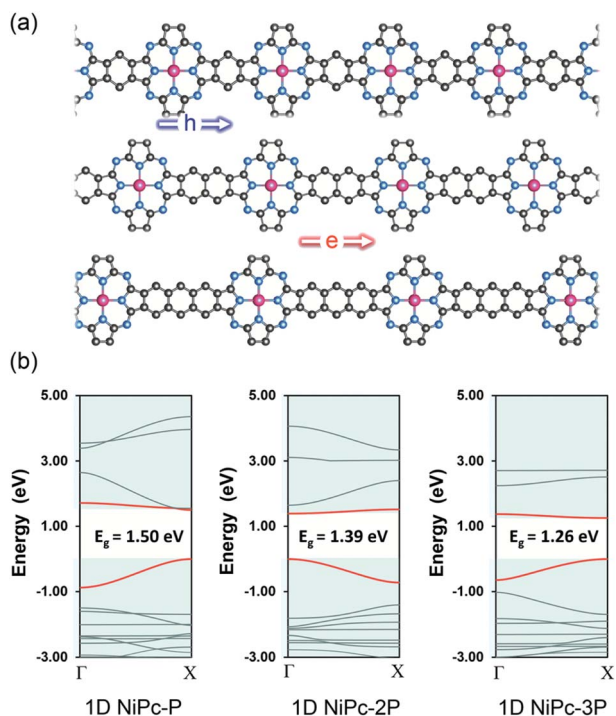 (a)
h
e
(b)
5.00 5.00 5.00
3.00 3.00 3.00
1.00 1.00 1.00
-1.00 -1.00 -1.00
-3.00 -3.00 -3.00
Energy (eV) Energy (eV) Energy (eV)
E_g = 1.50 eV E_g = 1.39 eV E_g = 1.26 eV
Γ X Γ X Γ X
1D NiPc-P 1D NiPc-2P 1D NiPc-3P